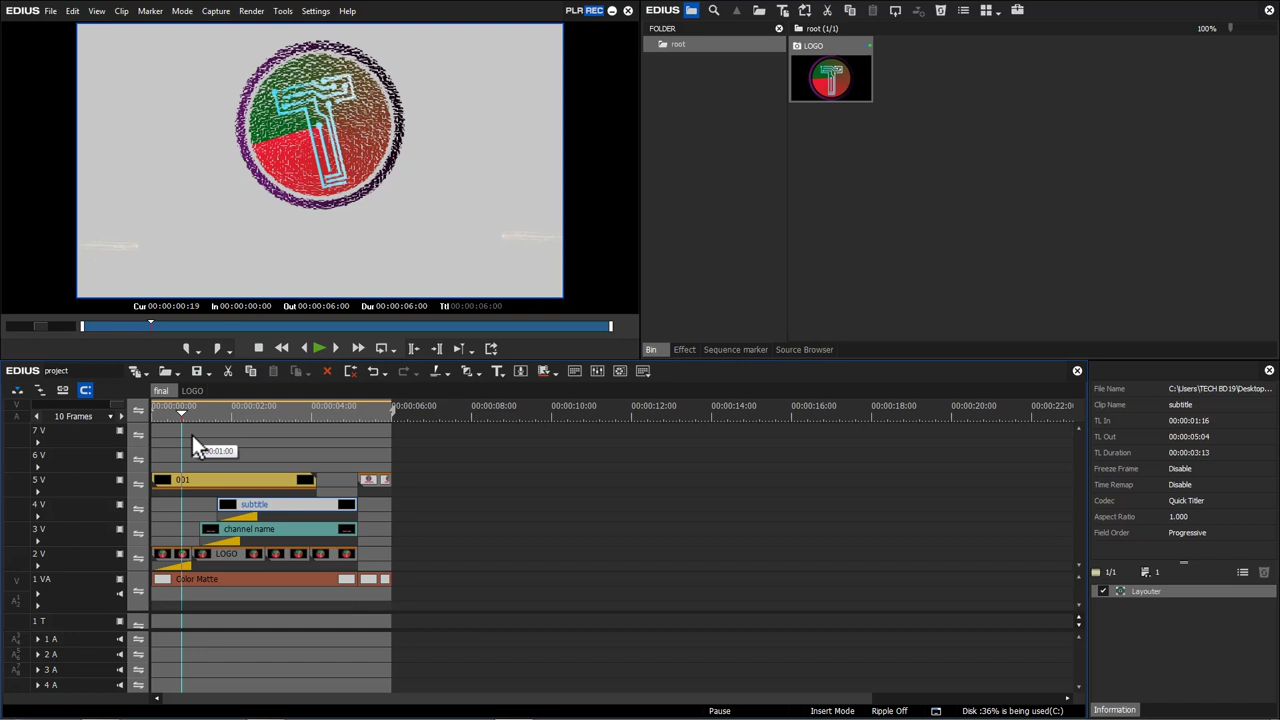 EDIUS File Edit View Clip Marker Mode Capture Render Tools Settings Help PLR REC
Cur 00:00:00:19 In 00:00:00:00 Out 00:00:06:00 Dur 00:00:06:00 Ttl 00:00:06:00
EDIUS
FOLDER
root
root (1/1)
100%
LOGO
Bin Effect Sequence marker Source Browser
EDIUS project
final LOGO
V
A
10 Frames
00:00:00:00 00:00:02:00 00:00:04:00 00:00:06:00 00:00:08:00 00:00:10:00 00:00:12:00 00:00:14:00 00:00:16:00 00:00:18:00 00:00:20:00 00:00:22:00
7 V
6 V
5 V 001
4 V subtitle
3 V channel name
2 V LOGO
V 1 VA Color Matte
A1
2
1 T
1 A
2 A
3 A
4 A
File Name C:\Users\TECH BD19\Desktop...
Clip Name subtitle
TL In 00:00:01:16
TL Out 00:00:05:04
TL Duration 00:00:03:13
Freeze Frame Disable
Time Remap Disable
Codec Quick Titler
Aspect Ratio 1.000
Field Order Progressive
1/1 1
Layouter
Information
Pause Insert Mode Ripple Off Disk :36% is being used(C:)